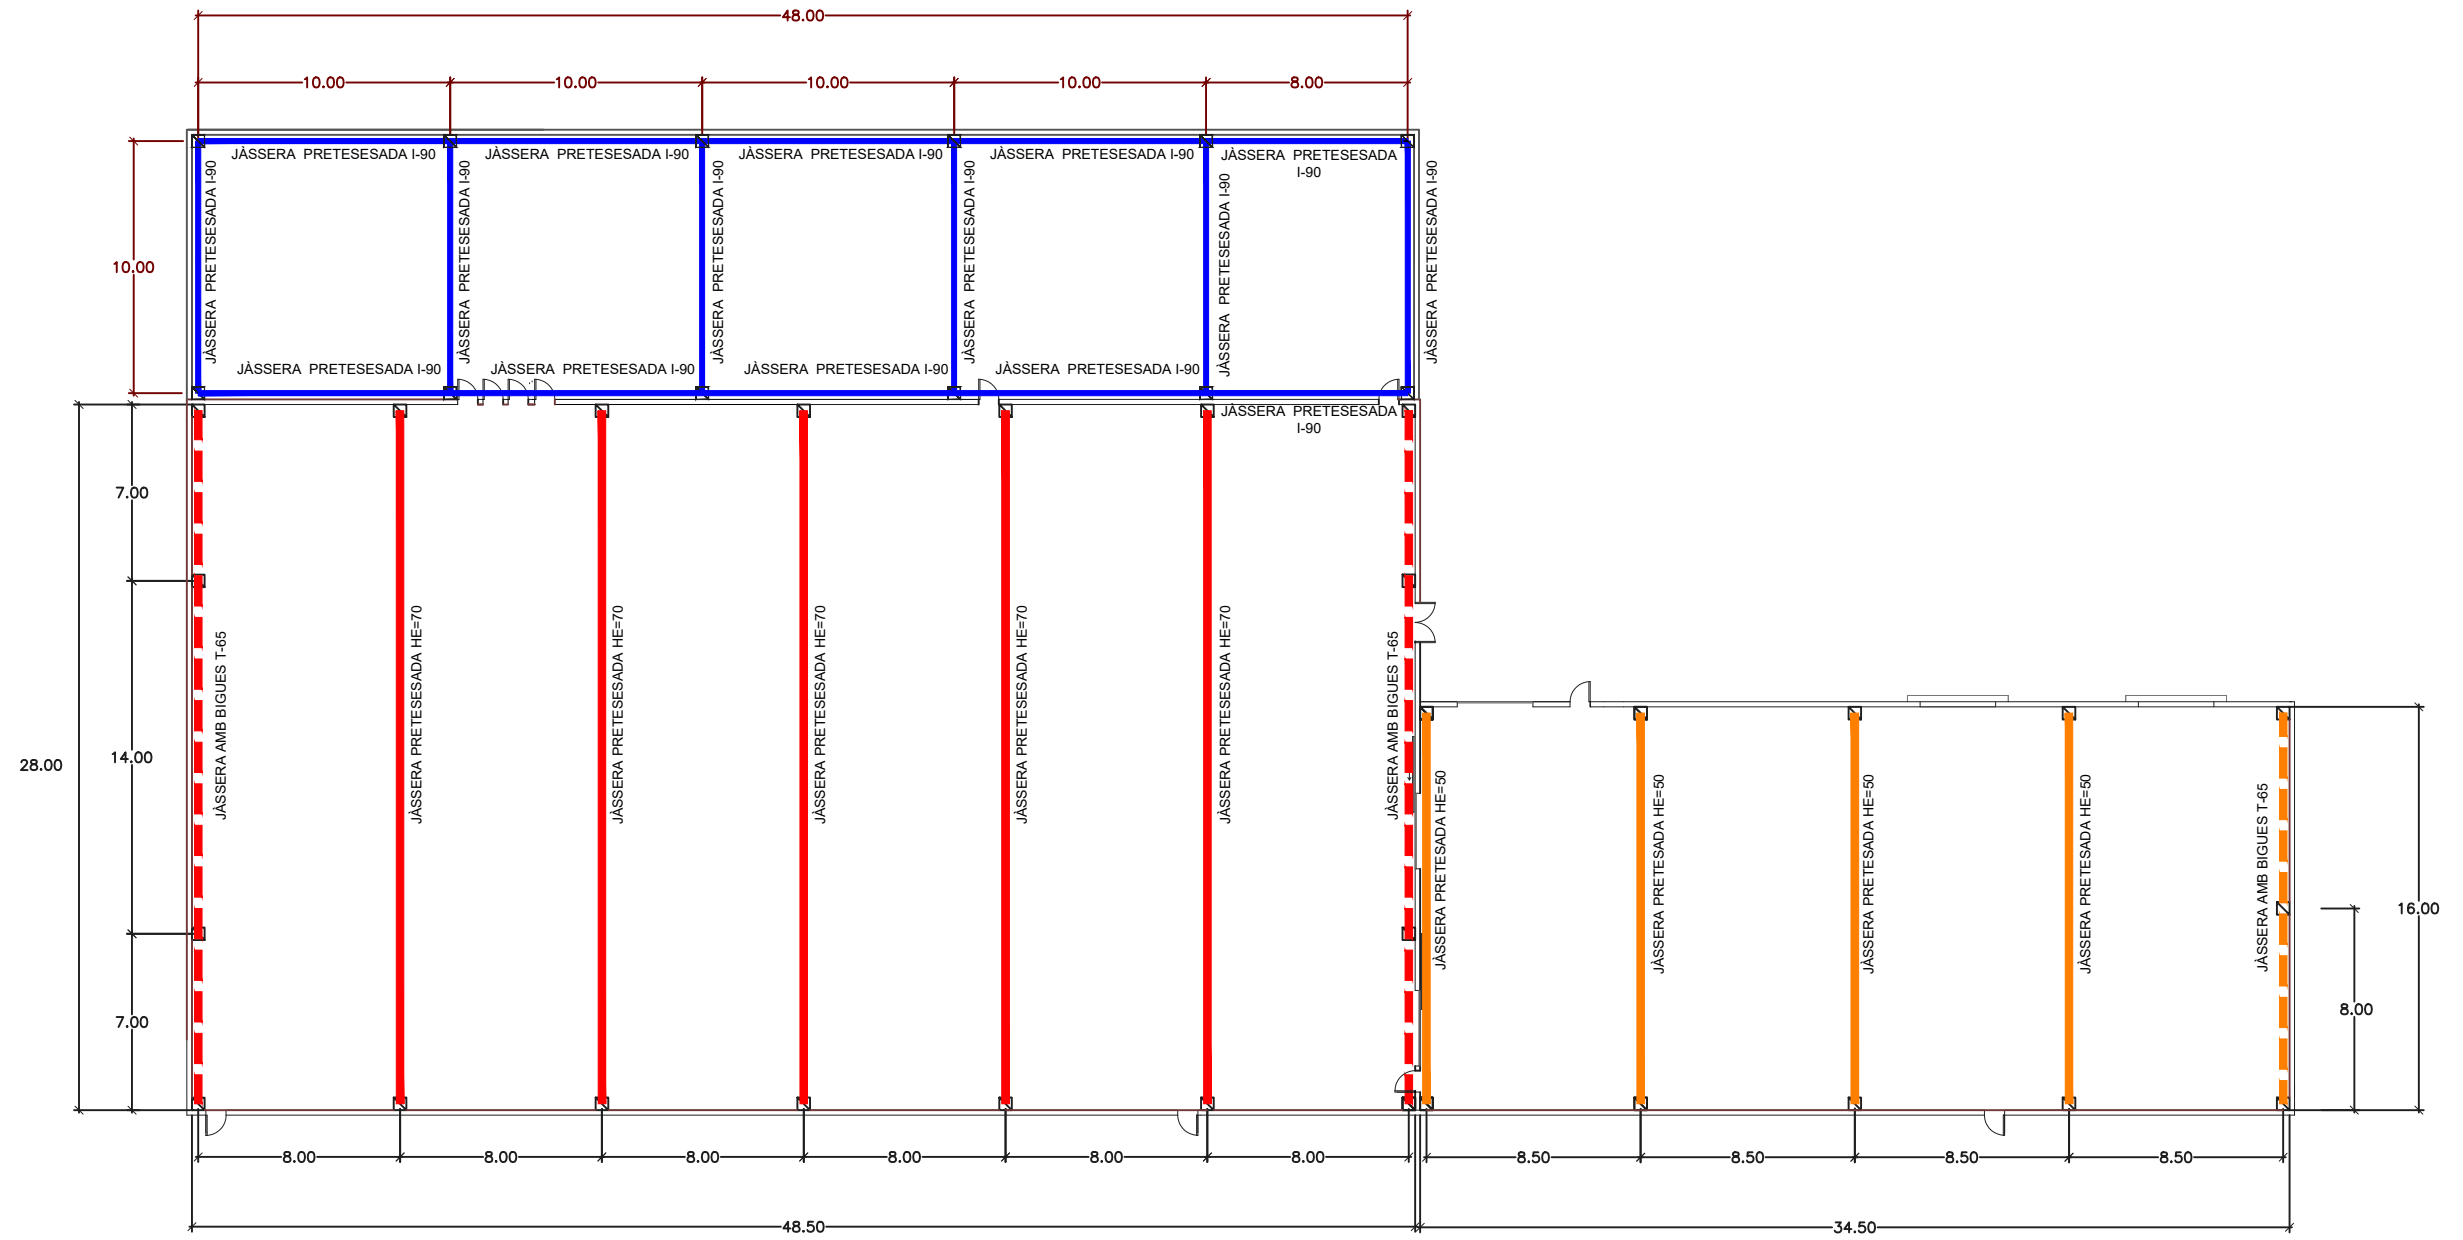 48.00
10.00 10.00 10.00 10.00 8.00
JÀSSERA PRETESESADA I-90
JÀSSERA PRETESESADA I-90
JÀSSERA PRETESESADA I-90
JÀSSERA PRETESESADA I-90
JÀSSERA PRETESESADA
I-90
JÀSSERA PRETESESADA I-90
JÀSSERA PRETESESADA I-90
JÀSSERA PRETESESADA I-90
JÀSSERA PRETESESADA I-90
JÀSSERA PRETESESADA I-90
JÀSSERA PRETESESADA I-90
10.00
JÀSSERA PRETESESADA I-90
JÀSSERA PRETESESADA I-90
JÀSSERA PRETESESADA I-90
JÀSSERA PRETESESADA I-90
JÀSSERA PRETESESADA
I-90
7.00
14.00
28.00
7.00
JÀSSERA AMB BIGUES T-65
JÀSSERA PRETESADA HE=70
JÀSSERA PRETESADA HE=70
JÀSSERA PRETESADA HE=70
JÀSSERA PRETESADA HE=70
JÀSSERA PRETESADA HE=70
JÀSSERA AMB BIGUES T-65
JÀSSERA PRETESADA HE=50
JÀSSERA PRETESADA HE=50
JÀSSERA PRETESADA HE=50
JÀSSERA PRETESADA HE=50
JÀSSERA AMB BIGUES T-65
16.00
8.00
8.00 8.00 8.00 8.00 8.00 8.00 8.50 8.50 8.50 8.50
48.50 34.50